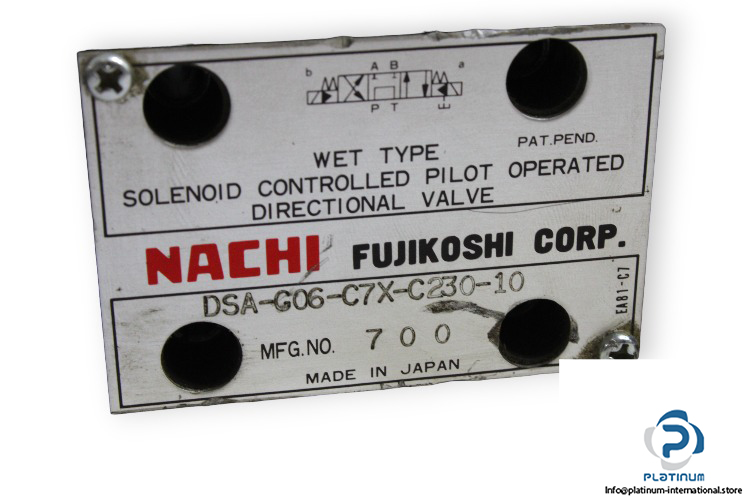 b A B a
P T
PAT.PEND.
WET TYPE
SOLENOID CONTROLLED PILOT OPERATED
DIRECTIONAL VALVE
NACHI FUJIKOSHI CORP.
DSA-G06-C7X-C230-10
MFG.NO. 700
MADE IN JAPAN
EA81-C7
PLATINUM
Info@platinum-international.store